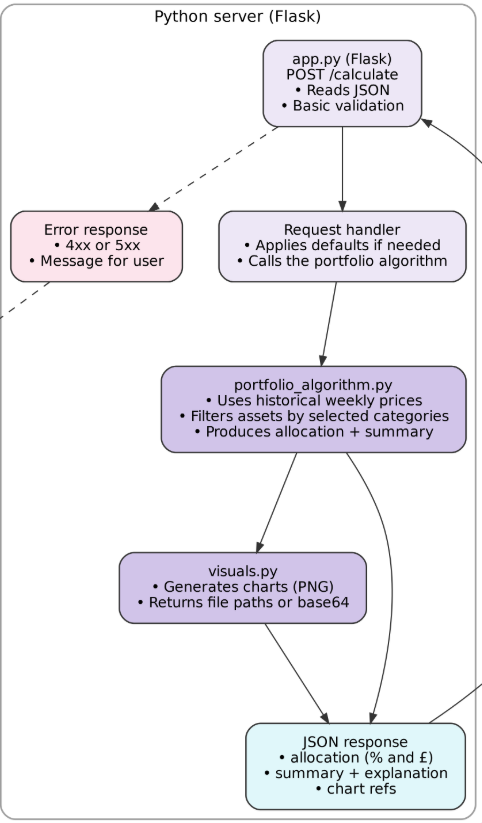 Python server (Flask)
app.py (Flask)
POST /calculate
• Reads JSON
• Basic validation
Error response
• 4xx or 5xx
• Message for user
Request handler
• Applies defaults if needed
• Calls the portfolio algorithm
portfolio_algorithm.py
• Uses historical weekly prices
• Filters assets by selected categories
• Produces allocation + summary
visuals.py
• Generates charts (PNG)
• Returns file paths or base64
JSON response
• allocation (% and £)
• summary + explanation
• chart refs